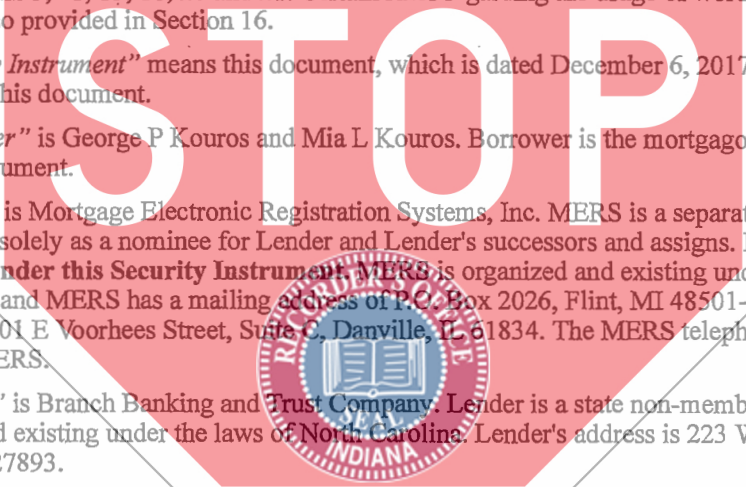 o provided in Section 16.
Instrument" means this document, which is dated December 6, 2017
his document.
er" is George P Kouros and Mia L Kouros. Borrower is the mortgago
ument.
is Mortgage Electronic Registration Systems, Inc. MERS is a separat
solely as a nominee for Lender and Lender's successors and assigns.
nder this Security Instrument. MERS is organized and existing und
and MERS has a mailing address of P.O. Box 2026, Flint, MI 48501-
01 E Voorhees Street, Suite C, Danville, IL 61834. The MERS teleph
ERS.
' is Branch Banking and Trust Company. Lender is a state non-memb
d existing under the laws of North Carolina. Lender's address is 223 W
27893.
STOP
RECORDER'S OFFICE
SEAL
INDIANA